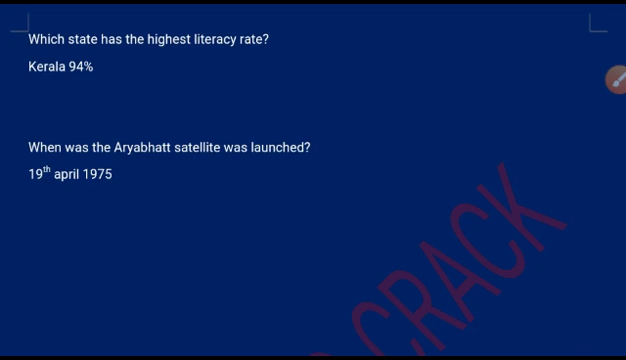 Which state has the highest literacy rate?
Kerala 94%
When was the Aryabhatt satellite was launched?
19th april 1975
CRACK